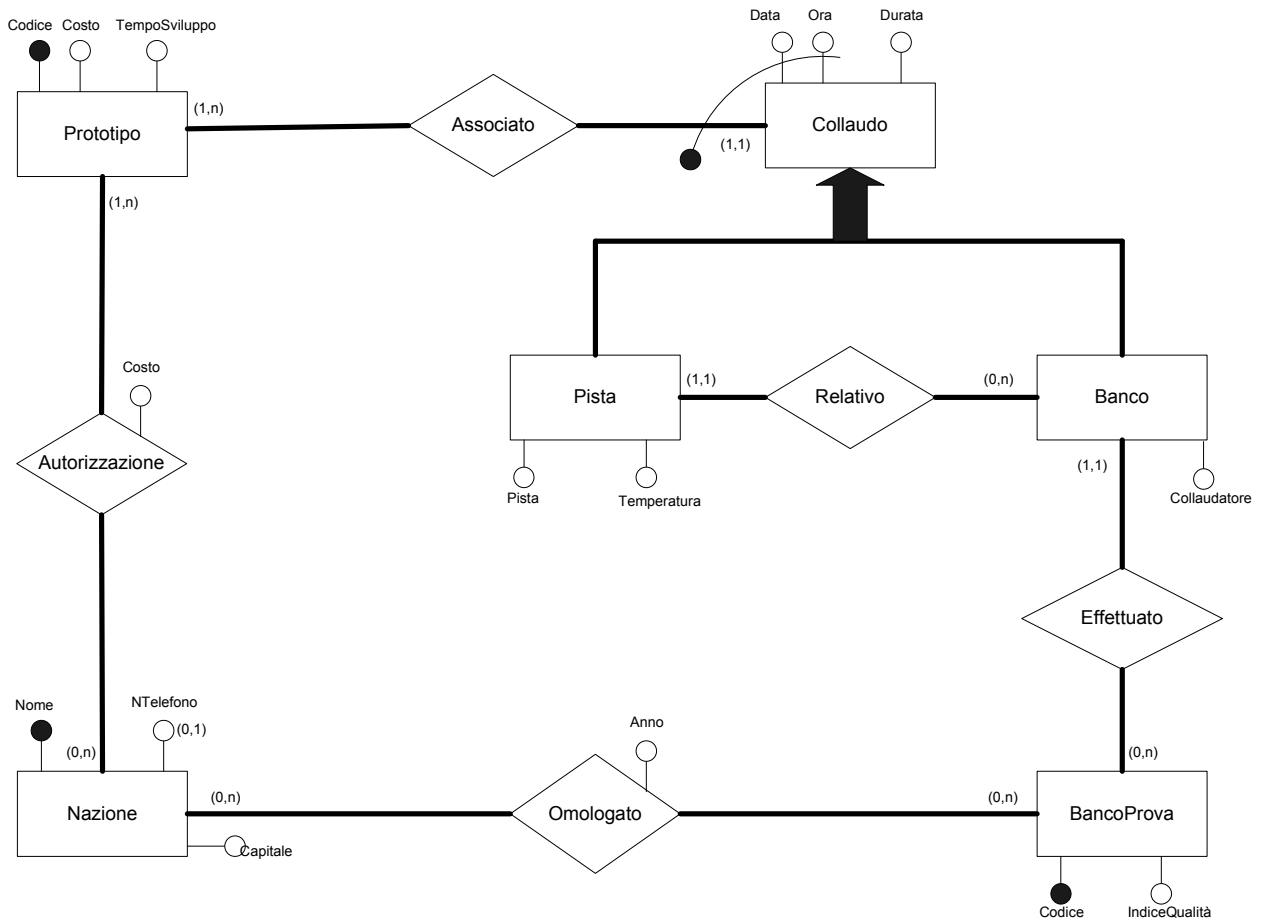 Codice Costo TempoSviluppo
Data Ora Durata
(1,n)
Prototipo
Associato
(1,1)
Collaudo
(1,n)
Costo
Autorizzazione
Pista
(1,1)
Relativo
(0,n)
Banco
(1,1)
Pista
Temperatura
Collaudatore
Effettuato
Nome
NTelefono
(0,1)
(0,n)
Nazione
(0,n)
Capitale
Anno
Omologato
(0,n)
(0,n)
BancoProva
Codice
IndiceQualità